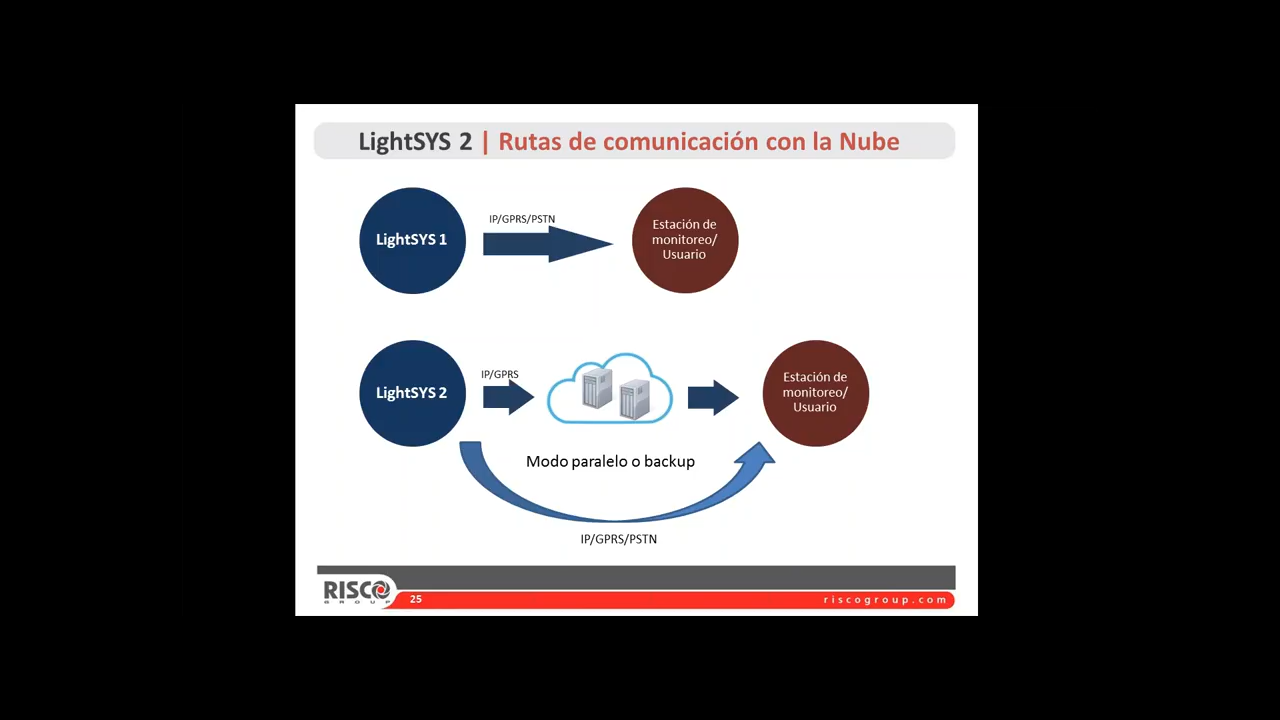 LightSYS 2 | Rutas de comunicación con la Nube
IP/GPRS/PSTN
LightSYS 1
Estación de
monitoreo/
Usuario
IP/GPRS
LightSYS 2
Estación de
monitoreo/
Usuario
Modo paralelo o backup
IP/GPRS/PSTN
RISCO
GROUP
25
riscogroup.com